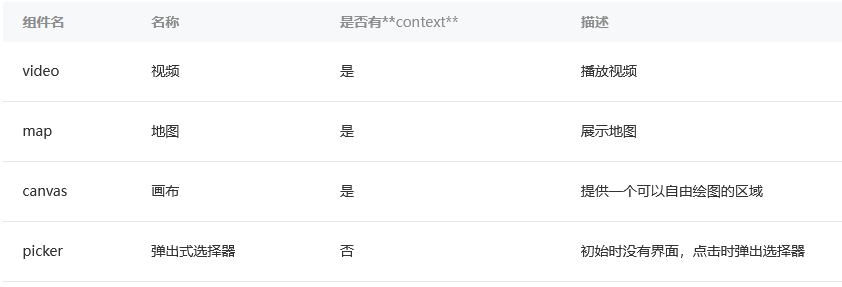 组件名 名称 是否有**context** 描述
video 视频 是 播放视频
map 地图 是 展示地图
canvas 画布 是 提供一个可以自由绘图的区域
picker 弹出式选择器 否 初始时没有界面，点击时弹出选择器